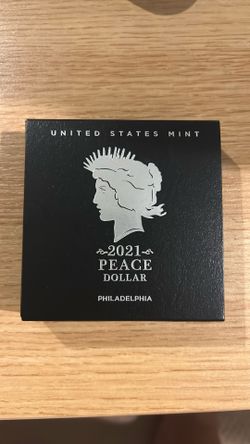 UNITED STATES MINT
2021
PEACE
DOLLAR
PHILADELPHIA